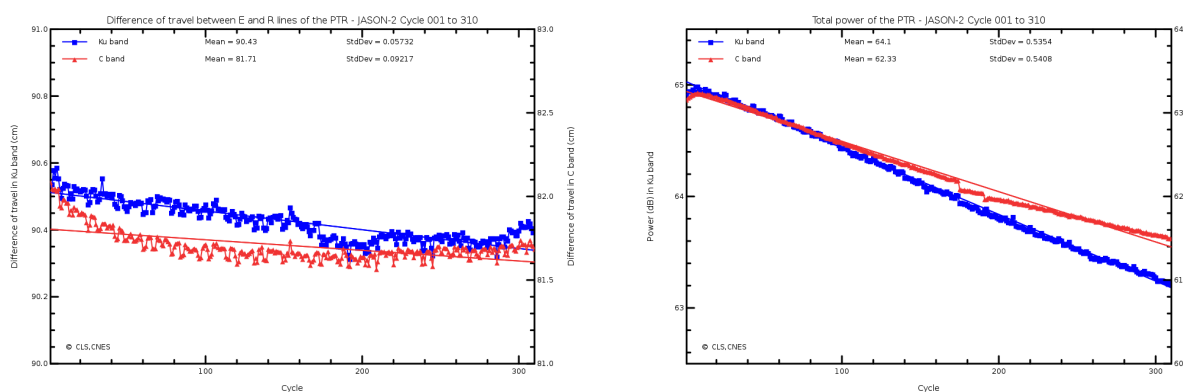 Difference of travel between E and R lines of the PTR - JASON-2 Cycle 001 to 310
91.0
90.8
90.6
90.4
90.2
90.0
Difference of travel in Ku band (cm)
Ku band Mean = 90.43 StdDev = 0.05732
C band Mean = 81.71 StdDev = 0.09217
© CLS,CNES
100 200 300
Cycle
83.0
82.5
82.0
81.5
81.0
Difference of travel in C band (cm)
Total power of the PTR - JASON-2 Cycle 001 to 310
65
64
63
Power (dB) in Ku band
Ku band Mean = 64.1 StdDev = 0.5354
C band Mean = 62.33 StdDev = 0.5408
© CLS,CNES
100 200 300
Cycle
64
63
62
61
60